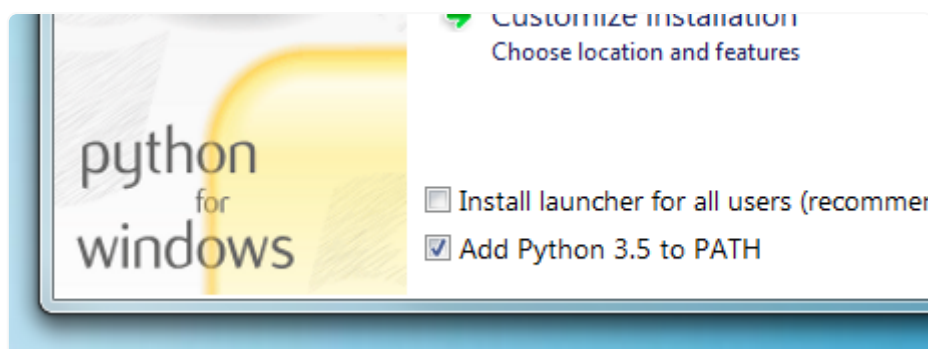 Customize installation
Choose location and features
python
for
windows
Install launcher for all users
Add Python 3.5 to PATH